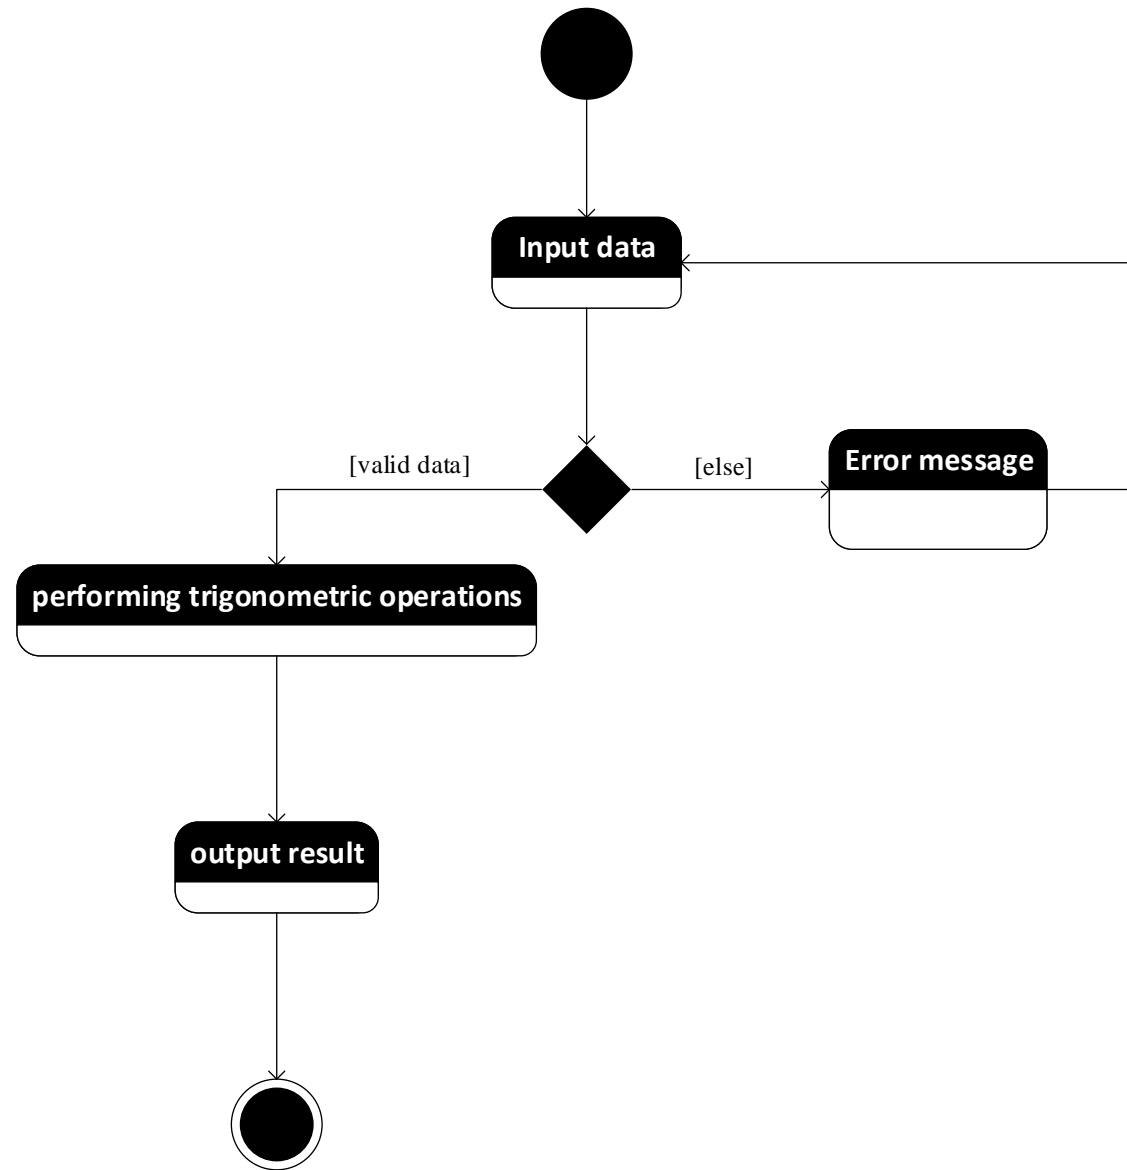 Input data
[valid data]
[else]
Error message
performing trigonometric operations
output result